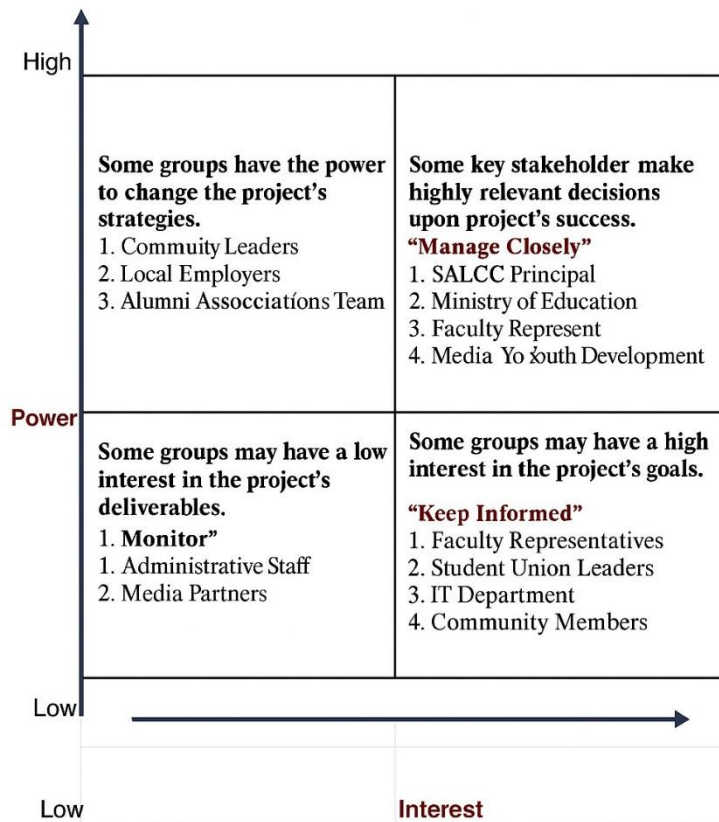 High
Some groups have the power
to change the project's
strategies.
1. Commuity Leaders
2. Local Employers
3. Alumni Assocciatíons Team
Some key stakeholder make
highly relevant decisions
upon project's success.
“Manage Closely”
1. SALCC Principal
2. Ministry of Education
3. Faculty Represent
4. Media Yo outh Development
Power
Some groups may have a low
interest in the project's
deliverables.
1. Monitor”
1. Administrative Staff
2. Media Partners
Some groups may have a high
interest in the project's goals.
“Keep Informed”
1. Faculty Representatives
2. Student Union Leaders
3. IT Department
4. Community Members
Low
Low
Interest